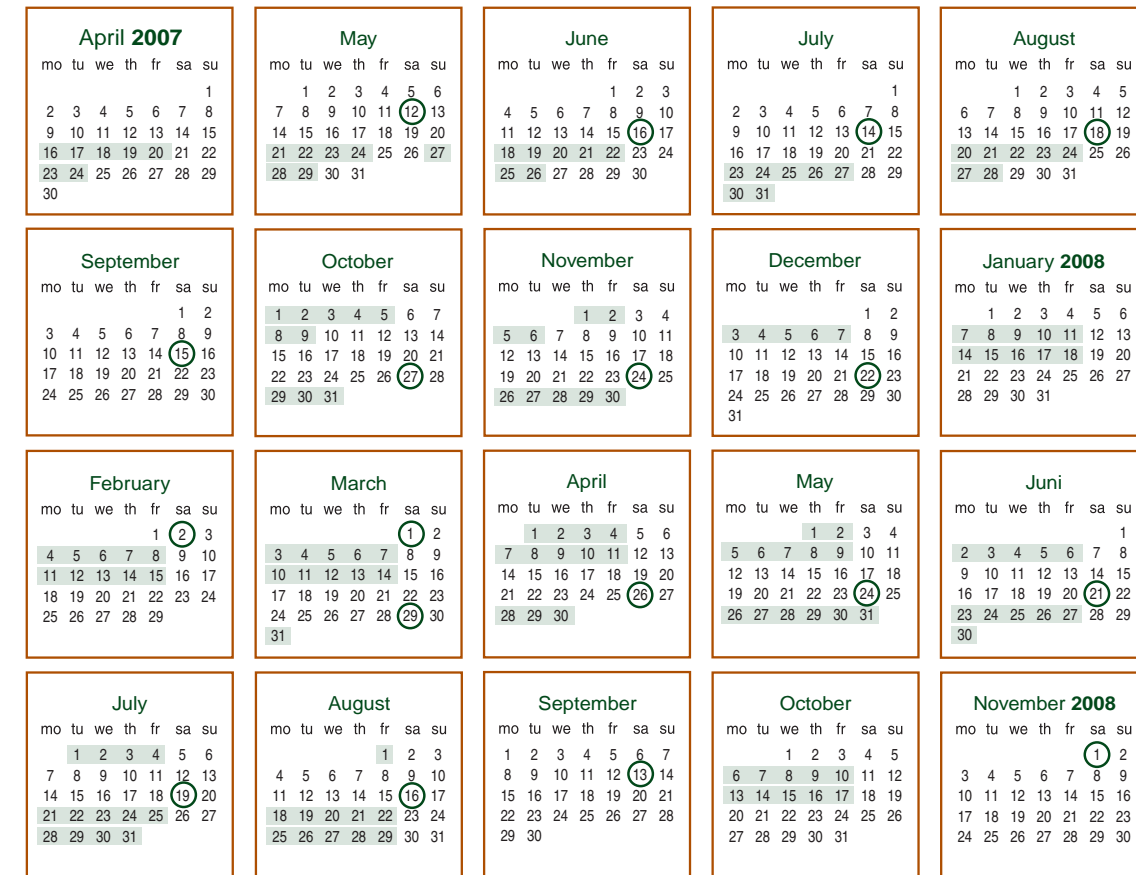 April 2007
mo tu we th fr sa su
1
2 3 4 5 6 7 8
9 10 11 12 13 14 15
16 17 18 19 20 21 22
23 24 25 26 27 28 29
30
May
mo tu we th fr sa su
1 2 3 4 5 6
7 8 9 10 11 12 13
14 15 16 17 18 19 20
21 22 23 24 25 26 27
28 29 30 31
June
mo tu we th fr sa su
1 2 3
4 5 6 7 8 9 10
11 12 13 14 15 16 17
18 19 20 21 22 23 24
25 26 27 28 29 30
July
mo tu we th fr sa su
1
2 3 4 5 6 7 8
9 10 11 12 13 14 15
16 17 18 19 20 21 22
23 24 25 26 27 28 29
30 31
August
mo tu we th fr sa su
1 2 3 4 5
6 7 8 9 10 11 12
13 14 15 16 17 18 19
20 21 22 23 24 25 26
27 28 29 30 31
September
mo tu we th fr sa su
1 2
3 4 5 6 7 8 9
10 11 12 13 14 15 16
17 18 19 20 21 22 23
24 25 26 27 28 29 30
October
mo tu we th fr sa su
1 2 3 4 5 6 7
8 9 10 11 12 13 14
15 16 17 18 19 20 21
22 23 24 25 26 27 28
29 30 31
November
mo tu we th fr sa su
1 2 3 4
5 6 7 8 9 10 11
12 13 14 15 16 17 18
19 20 21 22 23 24 25
26 27 28 29 30
December
mo tu we th fr sa su
1 2
3 4 5 6 7 8 9
10 11 12 13 14 15 16
17 18 19 20 21 22 23
24 25 26 27 28 29 30
31
January 2008
mo tu we th fr sa su
1 2 3 4 5 6
7 8 9 10 11 12 13
14 15 16 17 18 19 20
21 22 23 24 25 26 27
28 29 30 31
February
mo tu we th fr sa su
1 2 3
4 5 6 7 8 9 10
11 12 13 14 15 16 17
18 19 20 21 22 23 24
25 26 27 28 29
March
mo tu we th fr sa su
1 2
3 4 5 6 7 8 9
10 11 12 13 14 15 16
17 18 19 20 21 22 23
24 25 26 27 28 29 30
31
April
mo tu we th fr sa su
1 2 3 4 5 6
7 8 9 10 11 12 13
14 15 16 17 18 19 20
21 22 23 24 25 26 27
28 29 30
May
mo tu we th fr sa su
1 2 3 4
5 6 7 8 9 10 11
12 13 14 15 16 17 18
19 20 21 22 23 24 25
26 27 28 29 30 31
Juni
mo tu we th fr sa su
1
2 3 4 5 6 7 8
9 10 11 12 13 14 15
16 17 18 19 20 21 22
23 24 25 26 27 28 29
30
July
mo tu we th fr sa su
1 2 3 4 5 6
7 8 9 10 11 12 13
14 15 16 17 18 19 20
21 22 23 24 25 26 27
28 29 30 31
August
mo tu we th fr sa su
1 2 3
4 5 6 7 8 9 10
11 12 13 14 15 16 17
18 19 20 21 22 23 24
25 26 27 28 29 30 31
September
mo tu we th fr sa su
1 2 3 4 5 6 7
8 9 10 11 12 13 14
15 16 17 18 19 20 21
22 23 24 25 26 27 28
29 30
October
mo tu we th fr sa su
1 2 3 4 5
6 7 8 9 10 11 12
13 14 15 16 17 18 19
20 21 22 23 24 25 26
27 28 29 30 31
November 2008
mo tu we th fr sa su
1 2
3 4 5 6 7 8 9
10 11 12 13 14 15 16
17 18 19 20 21 22 23
24 25 26 27 28 29 30